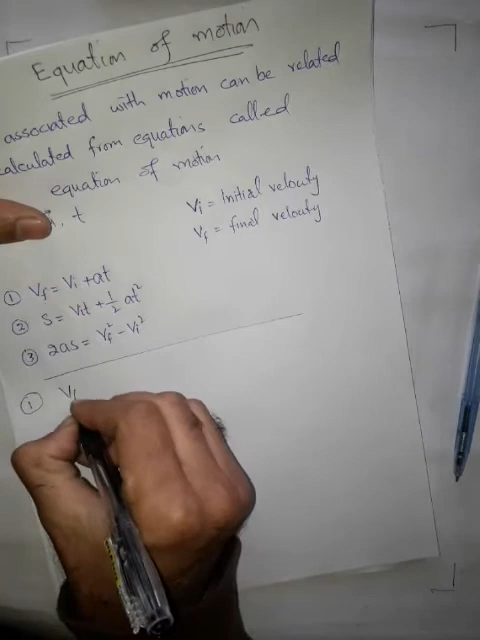 Equation of motion
associated with motion can be related
calculated from equations called
equation of motion
, t
Vi = Initial velocity
Vf = final velocity
① Vf = Vi + at
② S = Vit + 1/2 at²
③ 2as = Vf² - Vi²
① V